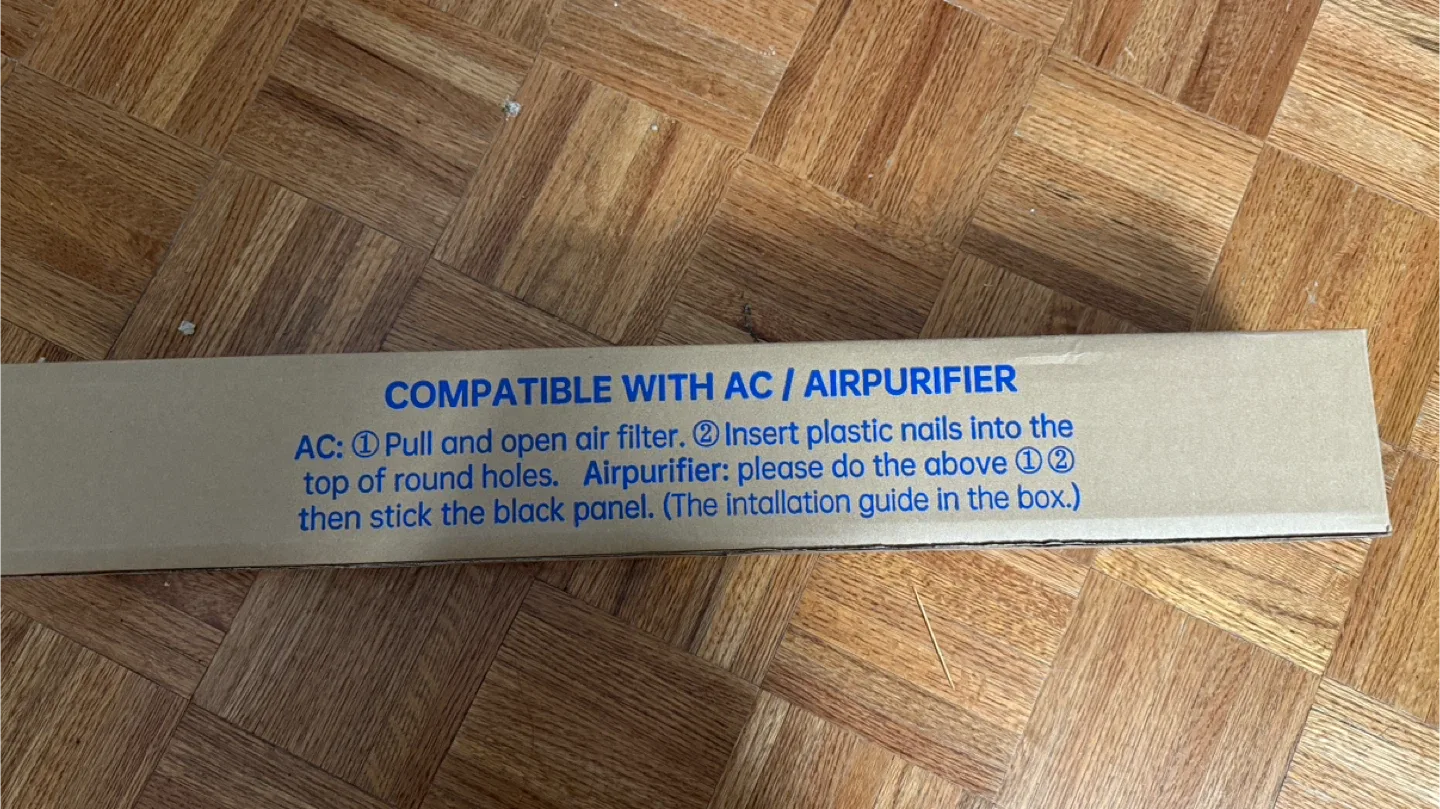 COMPATIBLE WITH AC / AIRPURIFIER
AC: ① Pull and open air filter. ② Insert plastic nails into the
top of round holes. Airpurifier: please do the above ① ②
then stick the black panel. (The intallation guide in the box.)